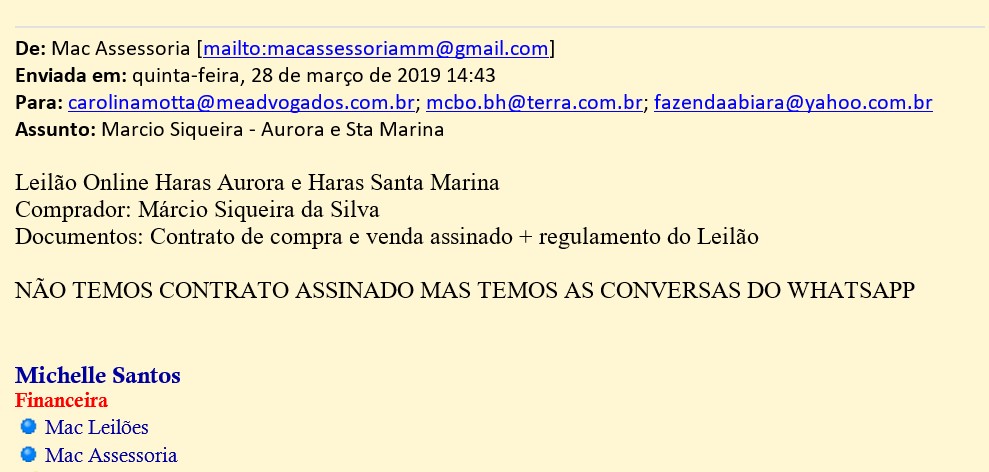 De: Mac Assessoria [mailto:macassessoriamm@gmail.com]
Enviada em: quinta-feira, 28 de março de 2019 14:43
Para: carolinamotta@meadvogados.com.br; mcbo.bh@terra.com.br; fazendaabiara@yahoo.com.br
Assunto: Marcio Siqueira - Aurora e Sta Marina
Leilão Online Haras Aurora e Haras Santa Marina
Comprador: Márcio Siqueira da Silva
Documentos: Contrato de compra e venda assinado + regulamento do Leilão
NÃO TEMOS CONTRATO ASSINADO MAS TEMOS AS CONVERSAS DO WHATSAPP
Michelle Santos
Financeira
Mac Leilões
Mac Assessoria